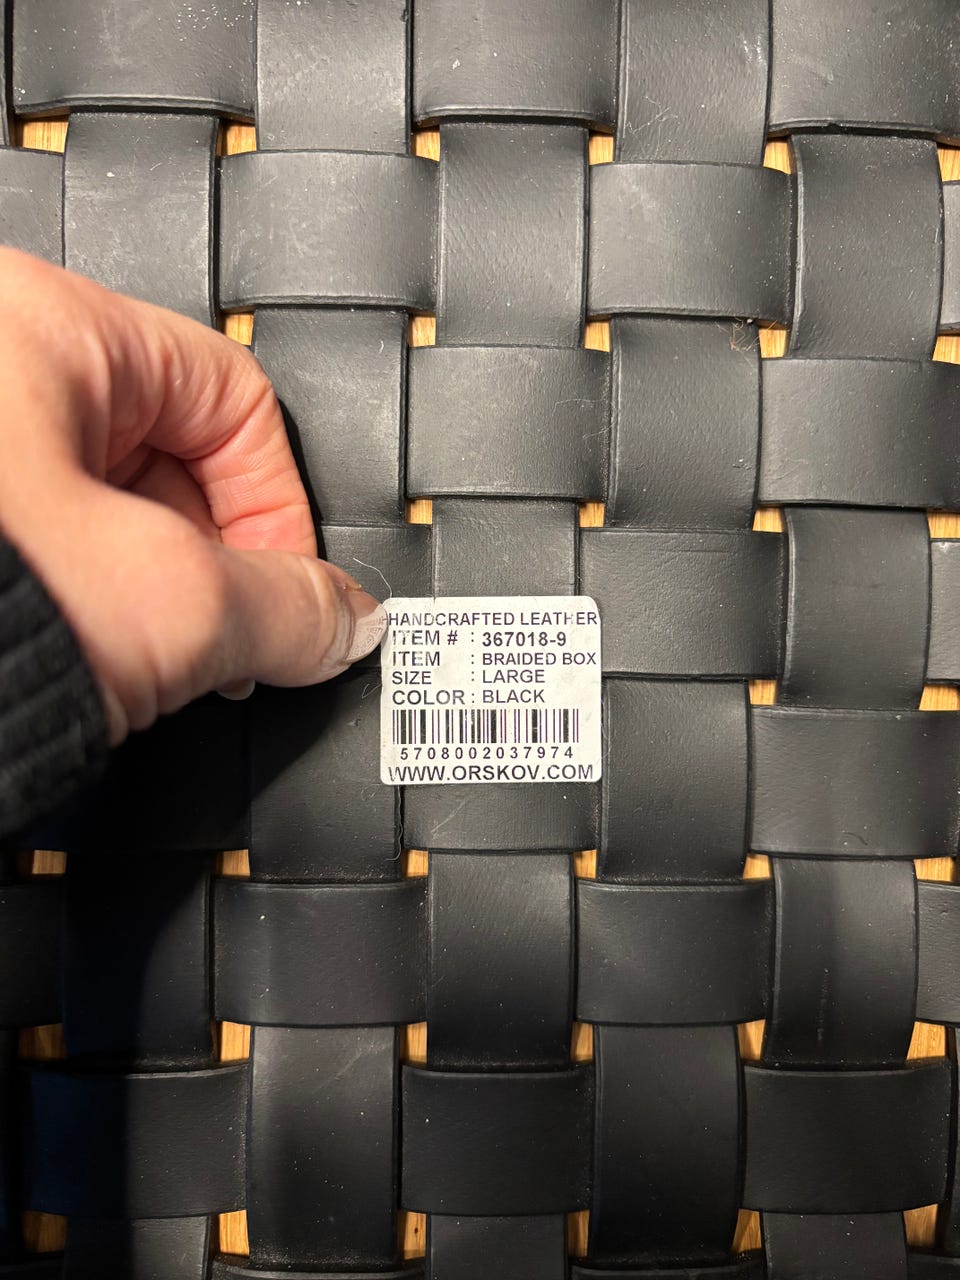 HANDCRAFTED LEATHER
ITEM # : 367018-9
ITEM : BRAIDED BOX
SIZE : LARGE
COLOR : BLACK
5708002037974
WWW.ORSKOV.COM